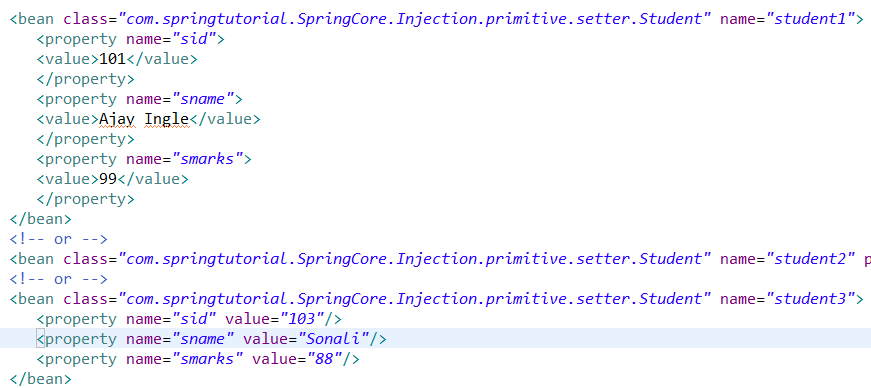 <bean class="com.springtutorial.SpringCore.Injection.primitive.setter.Student" name="student1">
<property name="sid">
<value>101</value>
</property>
<property name="sname">
<value>Ajay Ingle</value>
</property>
<property name="smarks">
<value>99</value>
</property>
</bean>
<!-- or -->
<bean class="com.springtutorial.SpringCore.Injection.primitive.setter.Student" name="student2" p
<!-- or -->
<bean class="com.springtutorial.SpringCore.Injection.primitive.setter.Student" name="student3">
<property name="sid" value="103"/>
<property name="sname" value="Sonali"/>
<property name="smarks" value="88"/>
</bean>